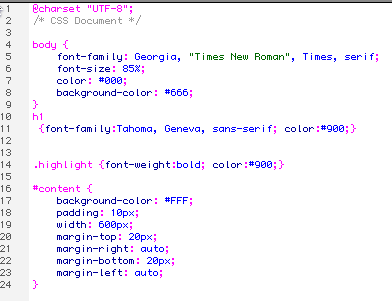 1 @charset "UTF-8";
2 /* CSS Document */
3
4 body {
5 font-family: Georgia, "Times New Roman", Times, serif;
6 font-size: 85%;
7 color: #000;
8 background-color: #666;
9 }
10 h1
11 {font-family:Tahoma, Geneva, sans-serif; color:#900;}
12
13
14 .highlight {font-weight:bold; color:#900;}
15
16 #content {
17 background-color: #FFF;
18 padding: 10px;
19 width: 600px;
20 margin-top: 20px;
21 margin-right: auto;
22 margin-bottom: 20px;
23 margin-left: auto;
24 }